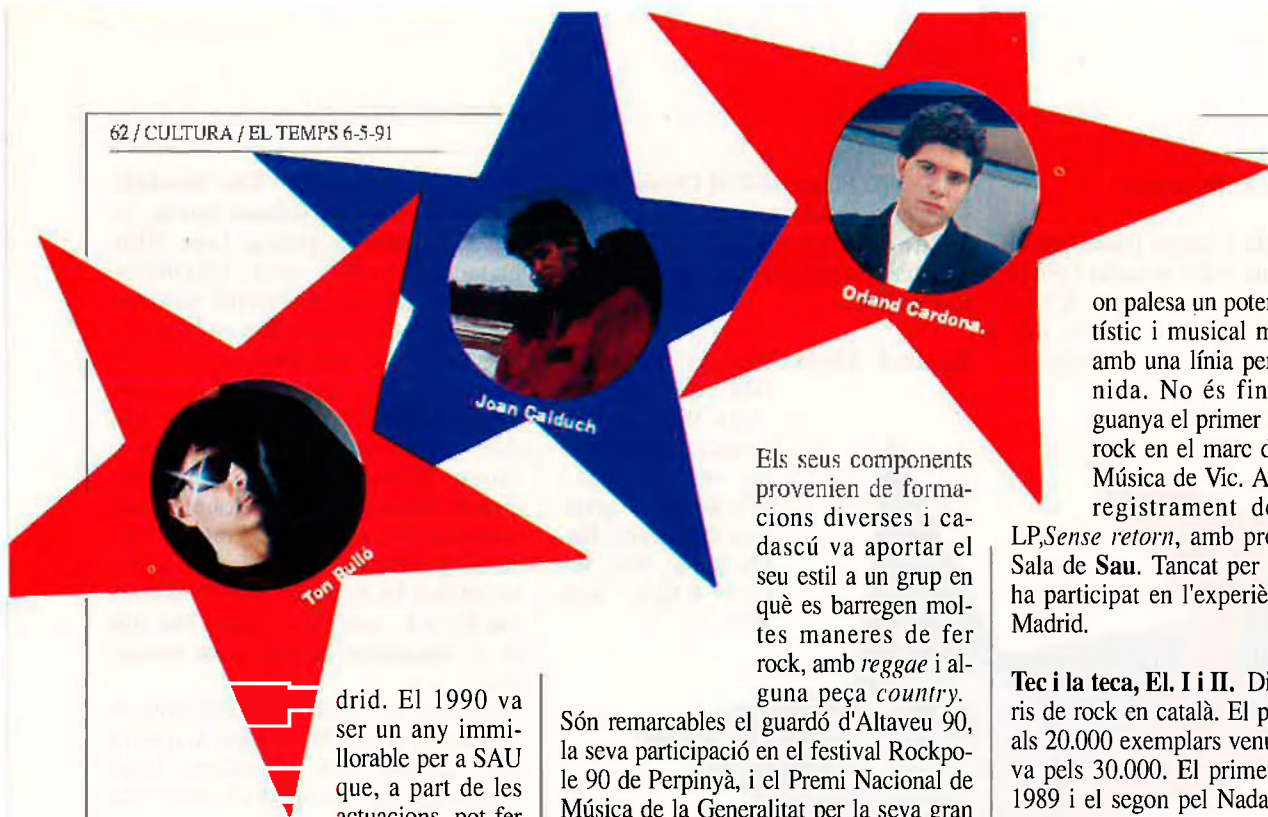 62 / CULTURA / EL TEMPS 6-5-91
Orland Cardona.
Joan Calduch
Ton Rulló
drid. El 1990 va
ser un any immi-
llorable per a SAU
que, a part de les
actuacions, pot fer
Els seus components
provenien de forma-
cions diverses i ca-
dascú va aportar el
seu estil a un grup en
què es barregen mol-
tes maneres de fer
rock, amb reggae i al-
guna peça country.
Són remarcables el guardó d'Altaveu 90,
la seva participació en el festival Rockpo-
le 90 de Perpinyà, i el Premi Nacional de
Música de la Generalitat per la seva gran
on palesa un poten
tístic i musical m
amb una línia per
nida. No és fin
guanya el primer
rock en el marc d
Música de Vic. A
registrament de
LP,Sense retorn, amb pro
Sala de Sau. Tancat per
ha participat en l'experiè
Madrid.
Tec i la teca, El. I i II. Di
ris de rock en català. El p
als 20.000 exemplars venu
va pels 30.000. El prime
1989 i el segon pel Nada